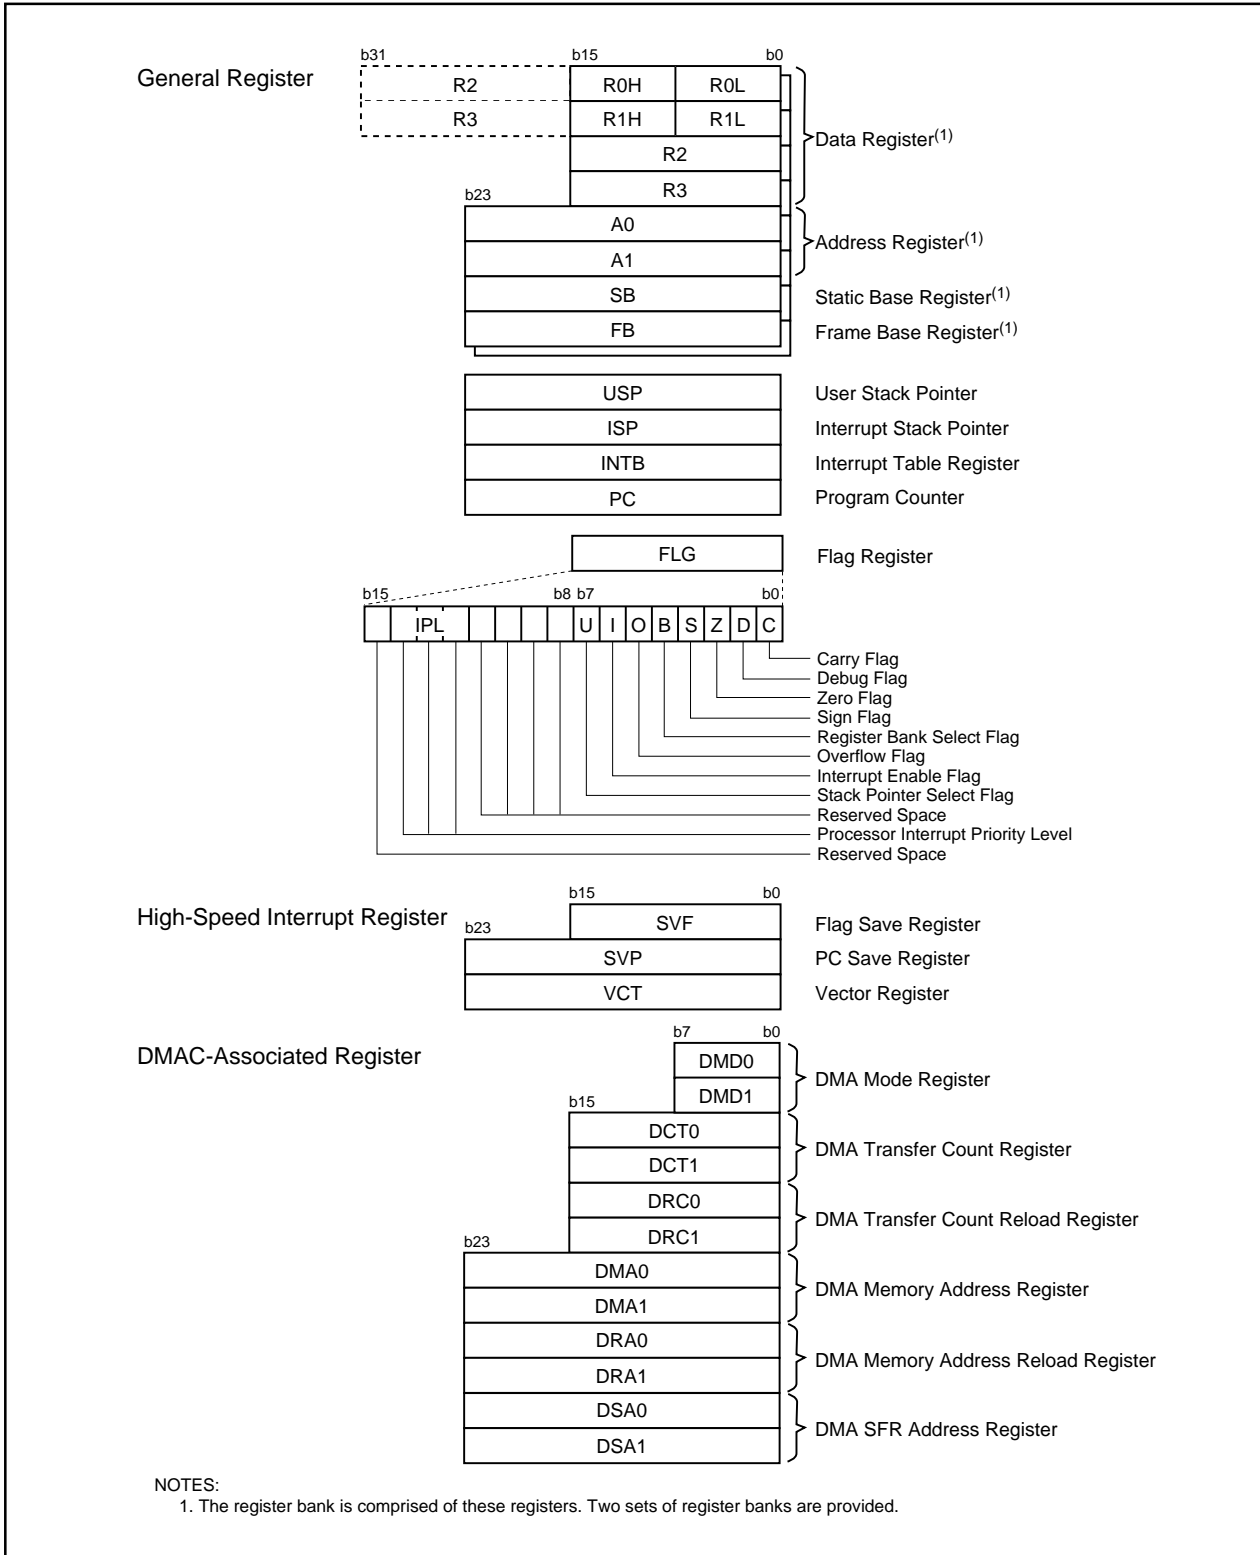 b31 b15 b0
General Register R2 R0H R0L
R3 R1H R1L
Data Register(1)
R2
R3
b23
A0
Address Register(1)
A1
SB Static Base Register(1)
FB Frame Base Register(1)
USP User Stack Pointer
ISP Interrupt Stack Pointer
INTB Interrupt Table Register
PC Program Counter
FLG Flag Register
b15 b8 b7 b0
IPL U I O B S Z D C
Carry Flag
Debug Flag
Zero Flag
Sign Flag
Register Bank Select Flag
Overflow Flag
Interrupt Enable Flag
Stack Pointer Select Flag
Reserved Space
Processor Interrupt Priority Level
Reserved Space
b15 b0
High-Speed Interrupt Register b23 SVF Flag Save Register
SVP PC Save Register
VCT Vector Register
b7 b0
DMAC-Associated Register DMD0
DMA Mode Register
DMD1
b15
DCT0
DMA Transfer Count Register
DCT1
DRC0
DMA Transfer Count Reload Register
DRC1
b23
DMA0
DMA Memory Address Register
DMA1
DRA0
DMA Memory Address Reload Register
DRA1
DSA0
DMA SFR Address Register
DSA1
NOTES:
1. The register bank is comprised of these registers. Two sets of register banks are provided.